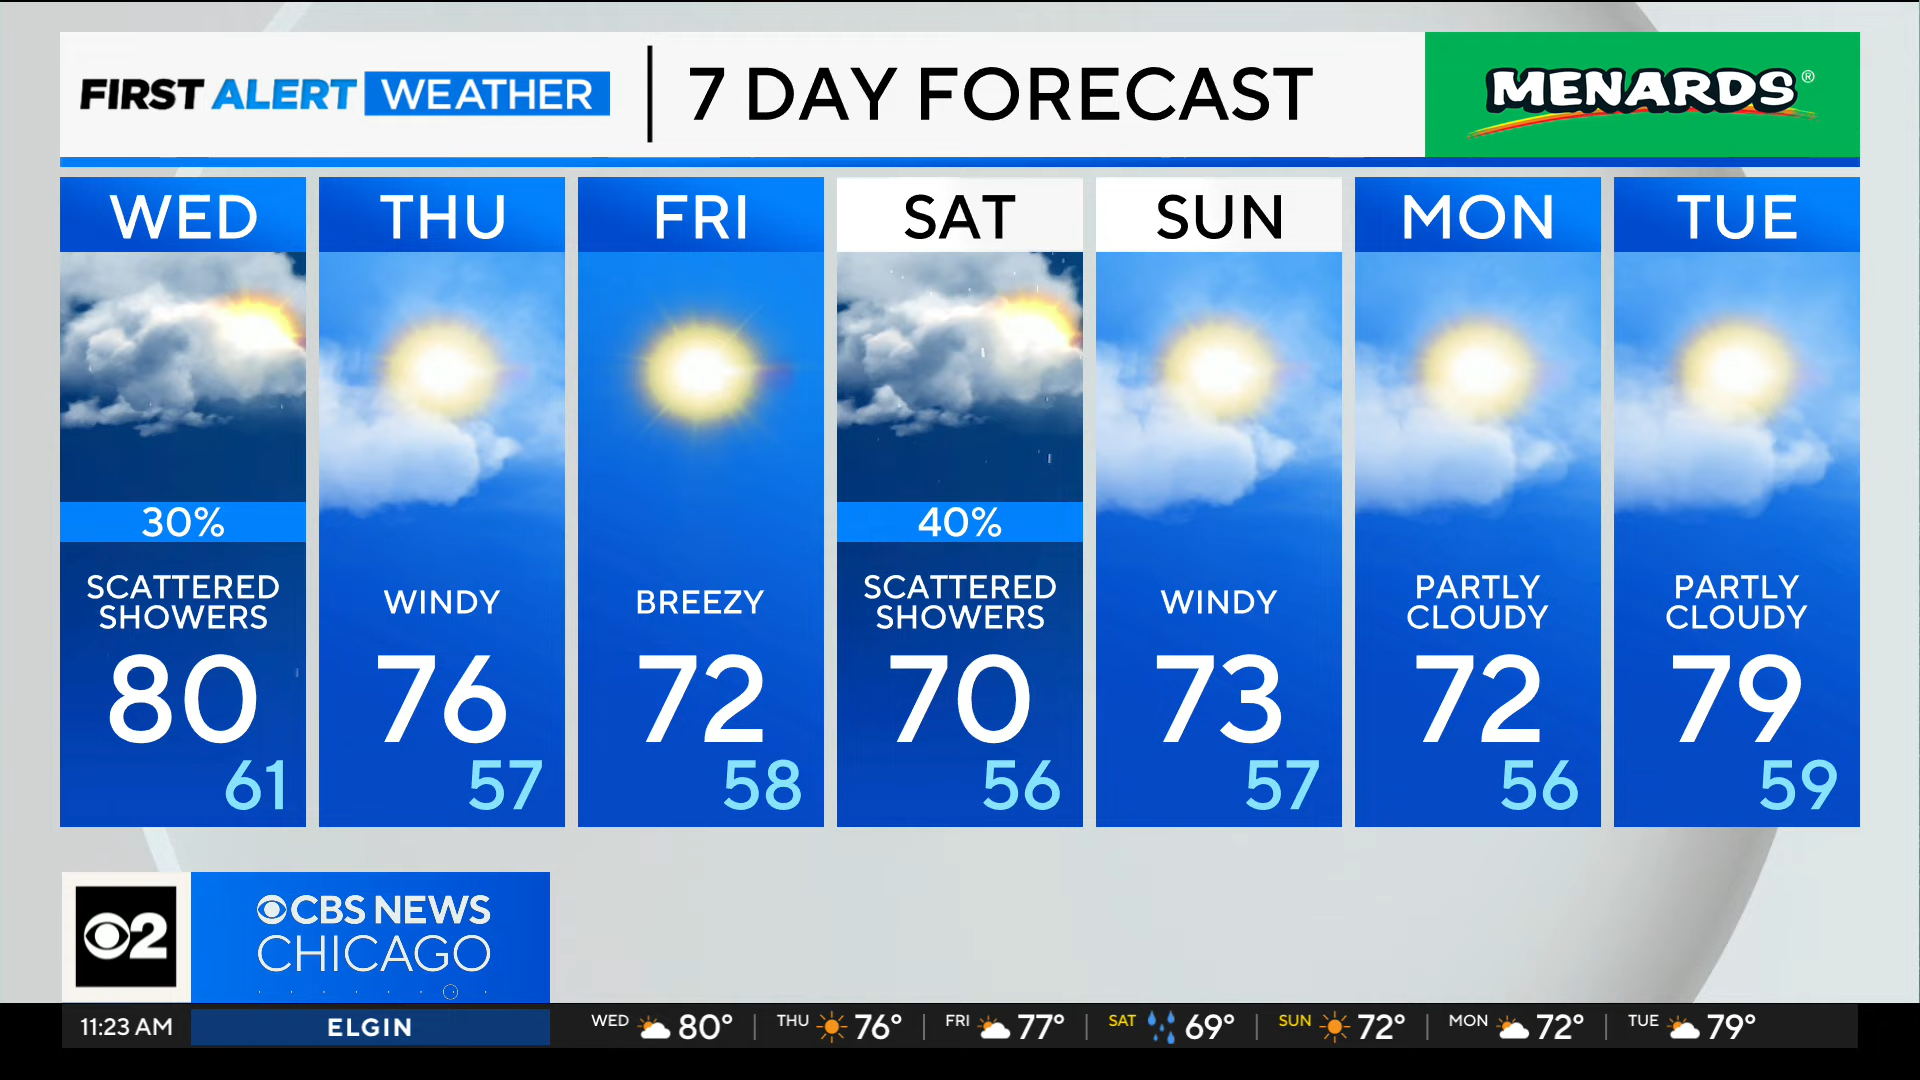 FIRST ALERT WEATHER
7 DAY FORECAST
MENARDS®
WED
THU
FRI
SAT
SUN
MON
TUE
30%
40%
SCATTERED
SHOWERS
WINDY
BREEZY
SCATTERED
SHOWERS
WINDY
PARTLY
CLOUDY
PARTLY
CLOUDY
80
76
72
70
73
72
79
61
57
58
56
57
56
59
2
CBS NEWS
CHICAGO
11:23 AM
ELGIN
WED 80°
THU 76°
FRI 77°
SAT 69°
SUN 72°
MON 72°
TUE 79°